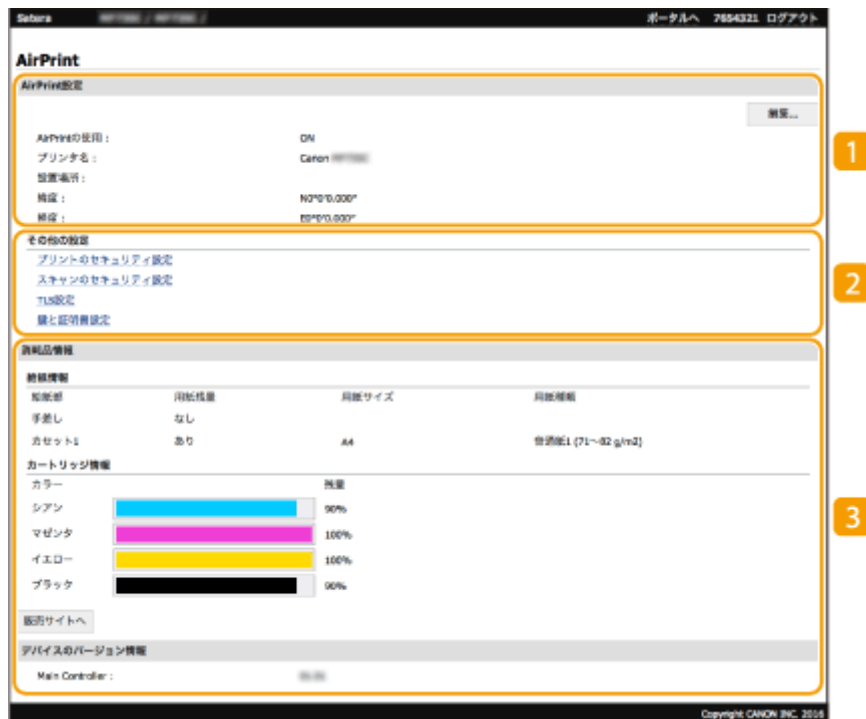 Satera
ポータルへ 7654321 ログアウト
AirPrint
AirPrint設定
編集...
AirPrintの使用 : ON
プリンタ名 : Canon
設置場所 :
緯度 : N0°0'0.000"
経度 : E0°0'0.000"
1
その他の設定
プリントのセキュリティ設定
スキャンのセキュリティ設定
TLS設定
鍵と証明書設定
2
消耗品情報
給紙情報
給紙部 用紙残量 用紙サイズ 用紙種類
手差し なし
カセット1 あり A4 普通紙1 (71～82 g/m2)
カートリッジ情報
カラー 残量
シアン 90%
マゼンタ 100%
イエロー 100%
ブラック 90%
3
販売サイトへ
デバイスのバージョン情報
Main Controller :
Copyright CANON INC. 2016